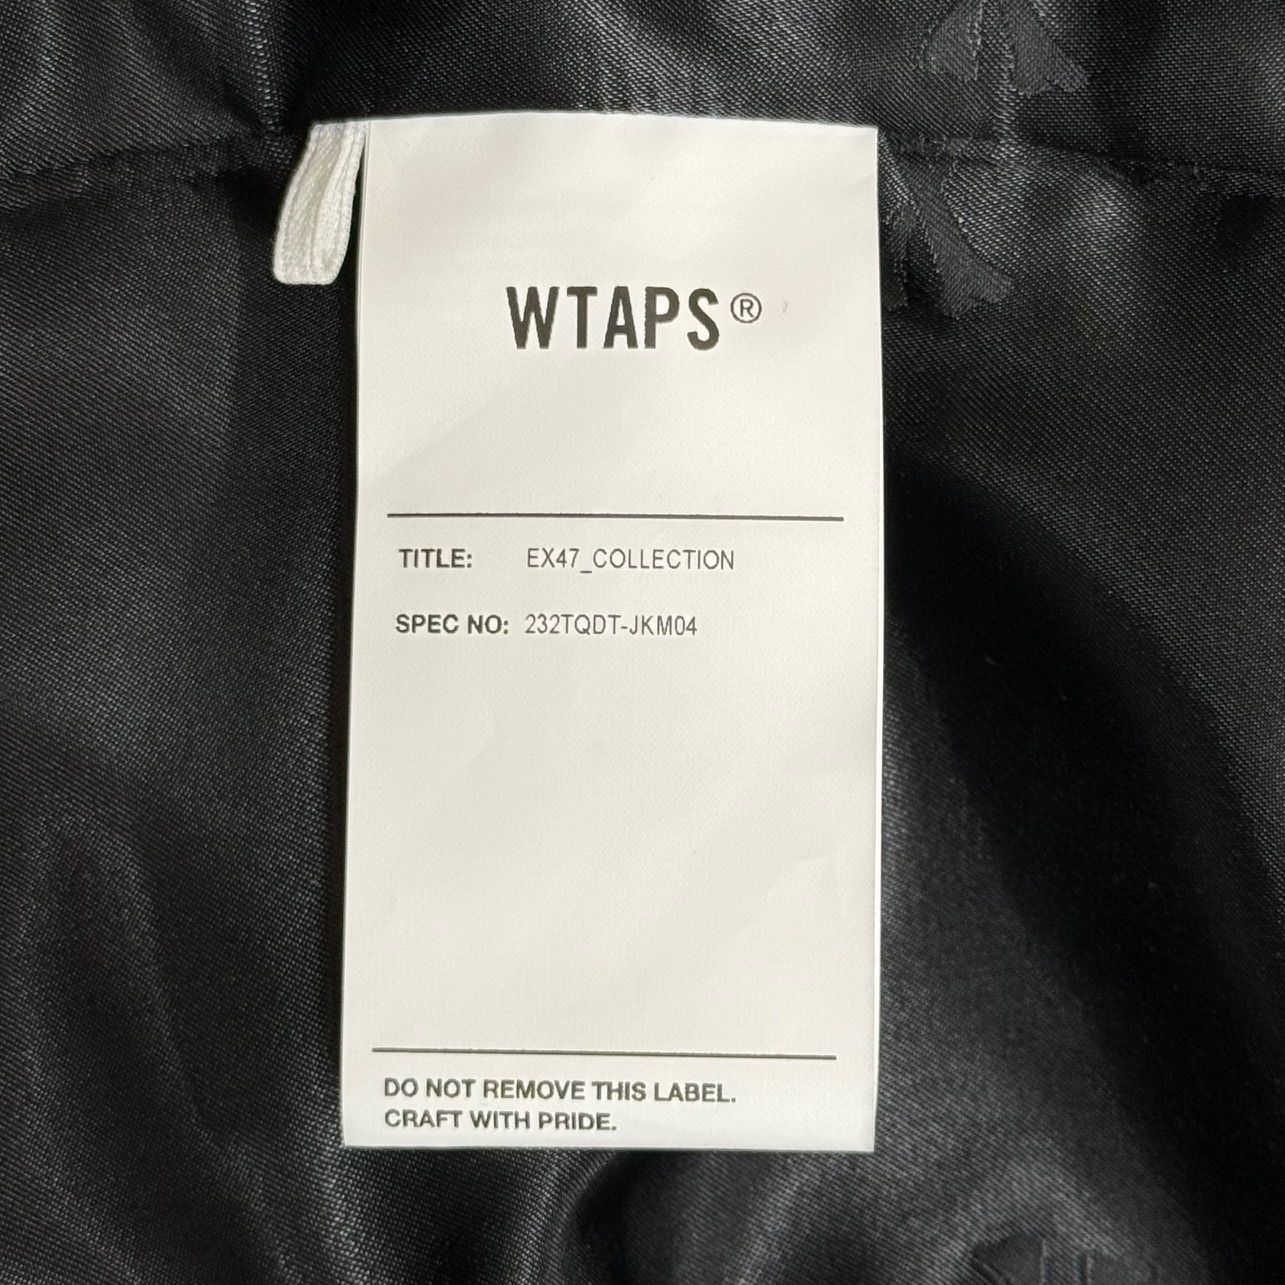 WTAPS®
TITLE: EX47_COLLECTION
SPEC NO: 232TQDT-JKM04
DO NOT REMOVE THIS LABEL.
CRAFT WITH PRIDE.